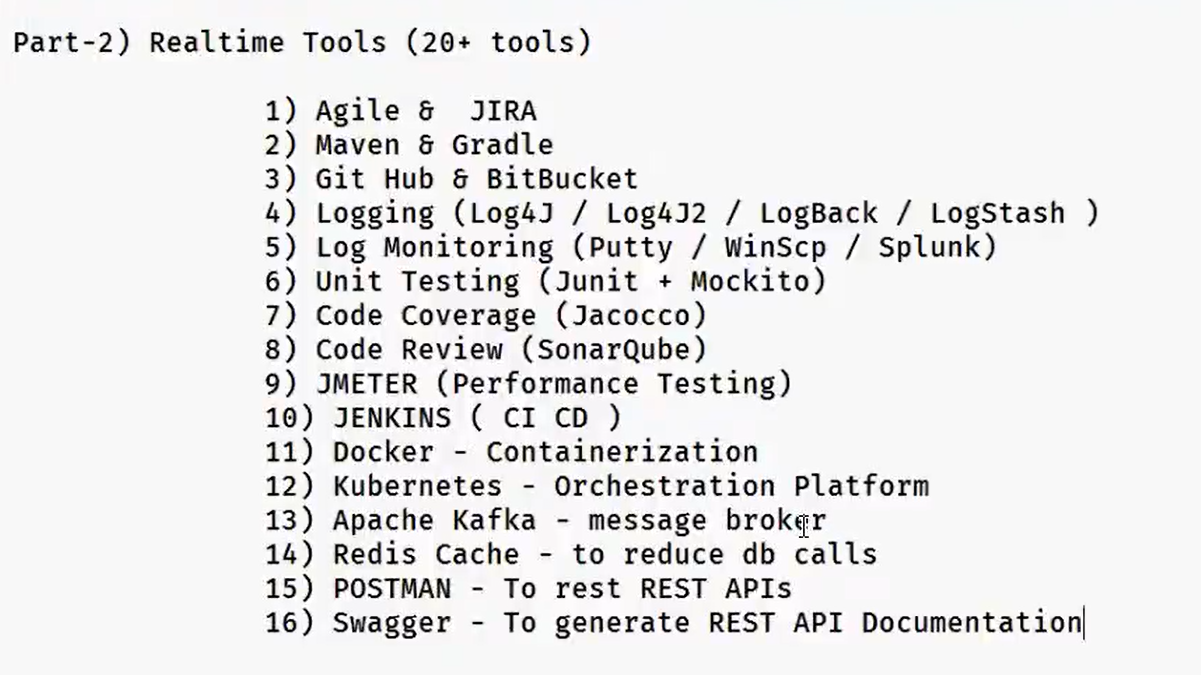 Part-2) Realtime Tools (20+ tools)
1) Agile &  JIRA
2) Maven & Gradle
3) Git Hub & BitBucket
4) Logging (Log4J / Log4J2 / LogBack / LogStash )
5) Log Monitoring (Putty / WinScp / Splunk)
6) Unit Testing (Junit + Mockito)
7) Code Coverage (Jacocco)
8) Code Review (SonarQube)
9) JMETER (Performance Testing)
10) JENKINS ( CI CD )
11) Docker - Containerization
12) Kubernetes - Orchestration Platform
13) Apache Kafka - message broker
14) Redis Cache - to reduce db calls
15) POSTMAN - To rest REST APIs
16) Swagger - To generate REST API Documentation